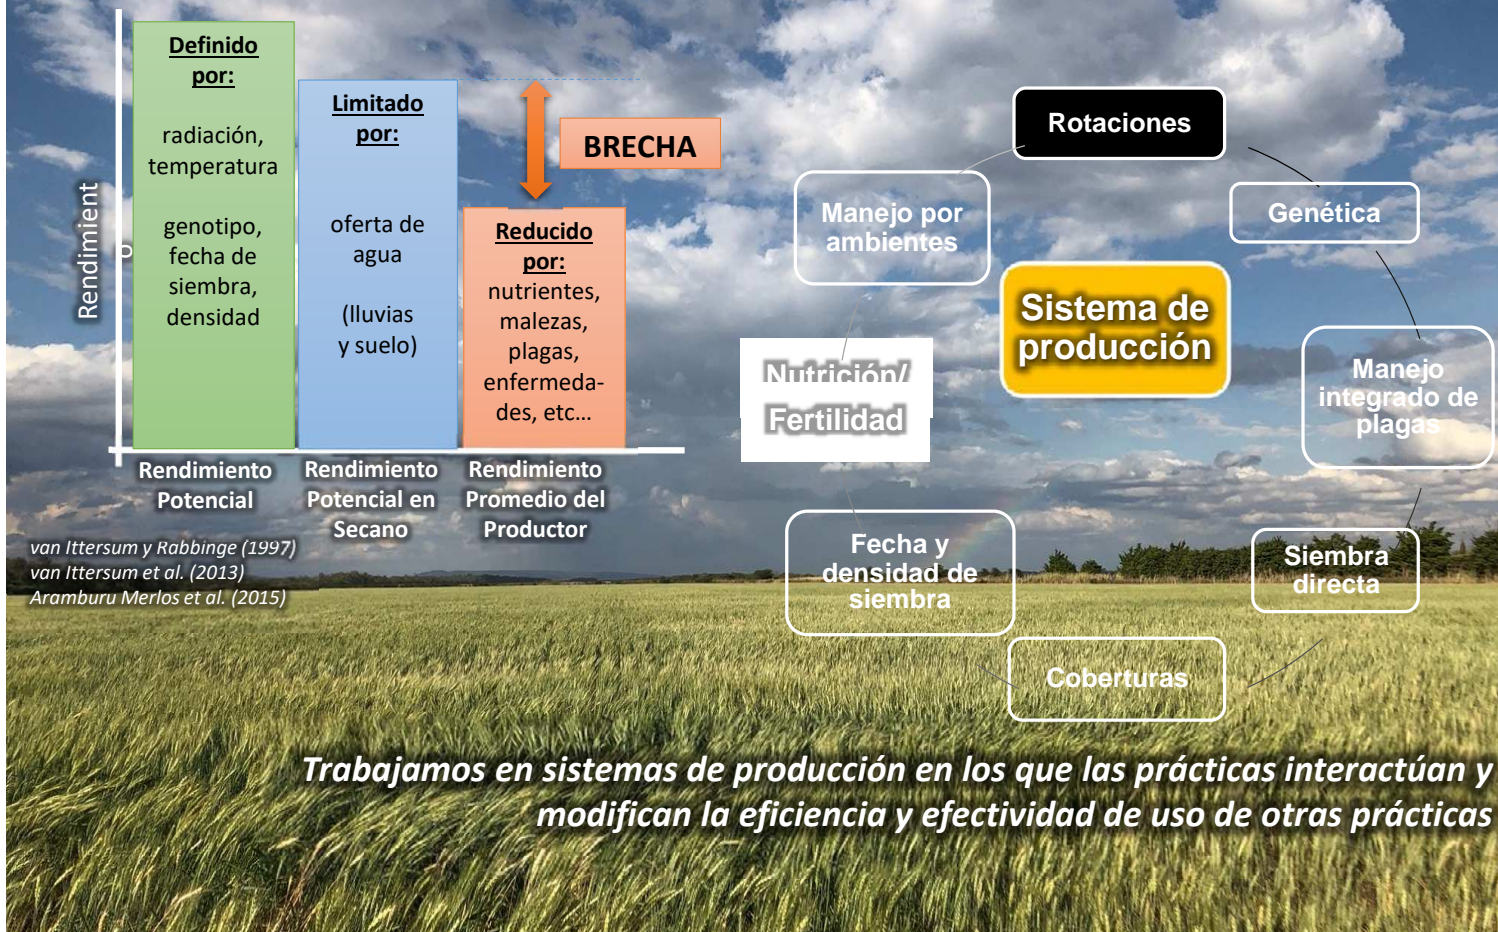 Rendimient
o
Definido
por:
radiación,
temperatura
genotipo,
fecha de
siembra,
densidad
Limitado
por:
oferta de
agua
(lluvias
y suelo)
BRECHA
Reducido
por:
nutrientes,
malezas,
plagas,
enfermeda-
des, etc...
Rendimiento
Potencial
Rendimiento
Potencial en
Secano
Rendimiento
Promedio del
Productor
van Ittersum y Rabbinge (1997)
van Ittersum et al. (2013)
Aramburu Merlos et al. (2015)
Rotaciones
Genética
Manejo
integrado de
plagas
Siembra
directa
Coberturas
Fecha y
densidad de
siembra
Nutrición/
Fertilidad
Manejo por
ambientes
Sistema de
producción
Trabajamos en sistemas de producción en los que las prácticas interactúan y
modifican la eficiencia y efectividad de uso de otras prácticas